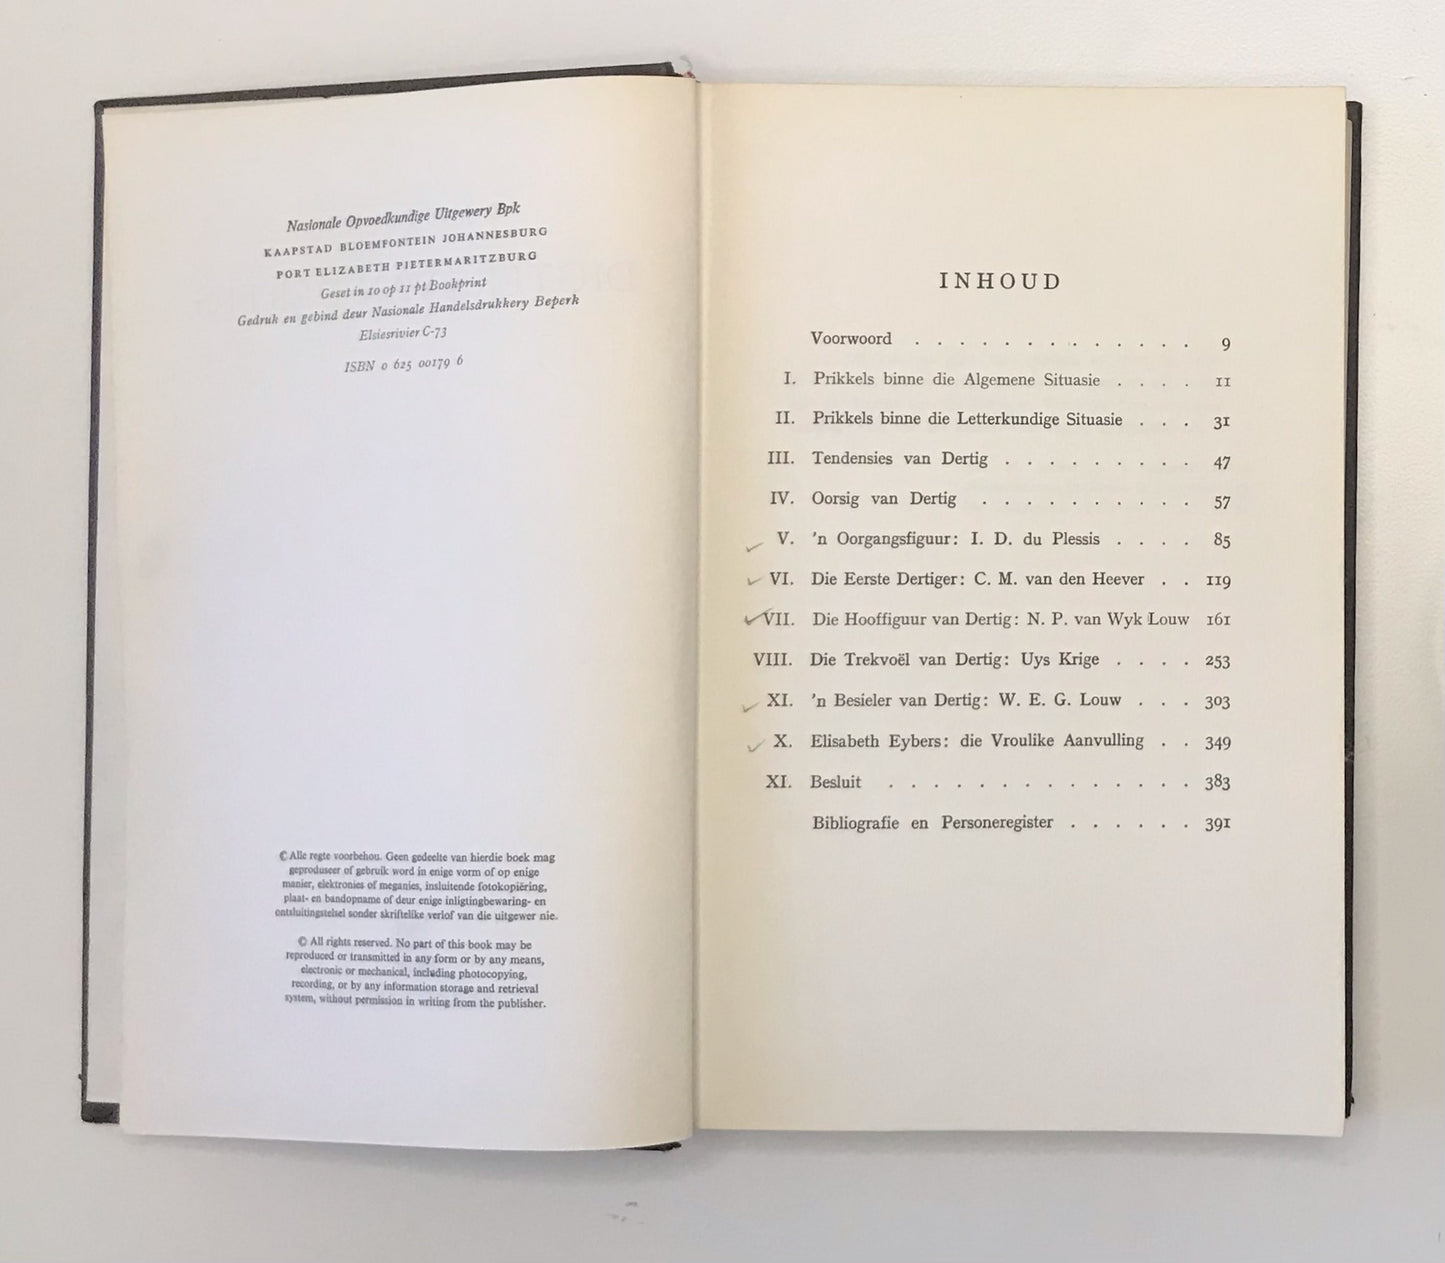 Nasionale Opvoedkundige Uitgewery Bpk
KAAPSTAD BLOEMFONTEIN JOHANNESBURG
PORT ELIZABETH PIETERMARITZBURG
Geset in 10 op 11 pt Bookprint
Gedruk en gebind deur Nasionale Handelsdrukkery Beperk
Elsiesrivier C-73
ISBN 0 625 00179 6
© Alle regte voorbehou. Geen gedeelte van hierdie boek mag
geproduseer of gebruik word in enige vorm of op enige
manier, elektronies of meganies, insluitende fotokopiëring,
plaat- en bandopname of deur enige inligtingbewaring- en
ontsluitingstelsel sonder skriftelike verlof van die uitgewer nie.
© All rights reserved. No part of this book may be
reproduced or transmitted in any form or by any means,
electronic or mechanical, including photocopying,
recording, or by any information storage and retrieval
system, without permission in writing from the publisher.
INHOUD
Voorwoord . . . . . . . . . . . . . 9
I. Prikkels binne die Algemene Situasie . . . . 11
II. Prikkels binne die Letterkundige Situasie . . . 31
III. Tendensies van Dertig . . . . . . . . . 47
IV. Oorsig van Dertig . . . . . . . . . . 57
V. 'n Oorgangsfiguur: I. D. du Plessis . . . . 85
VI. Die Eerste Dertiger: C. M. van den Heever . . 119
VII. Die Hooffiguur van Dertig: N. P. van Wyk Louw 161
VIII. Die Trekvoël van Dertig: Uys Krige . . . . 253
XI. 'n Besieler van Dertig: W. E. G. Louw . . . 303
X. Elisabeth Eybers: die Vroulike Aanvulling . . 349
XI. Besluit . . . . . . . . . . . . . . 383
Bibliografie en Personeregister . . . . . . 391